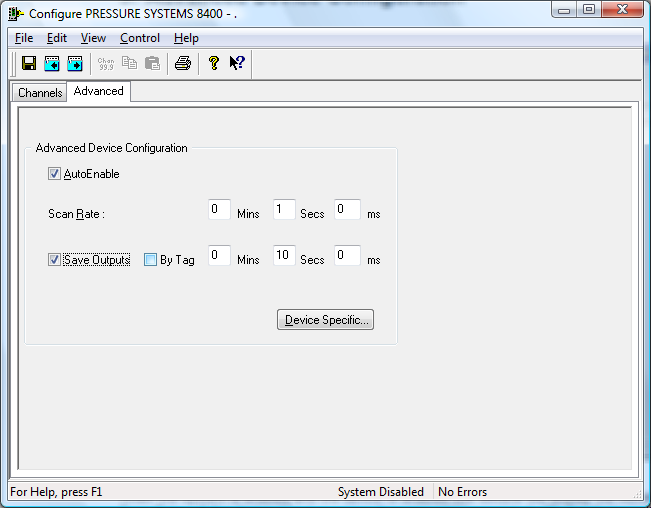 Configure PRESSURE SYSTEMS 8400 - .
File Edit View Control Help
Chan 99.9
Channels Advanced
Advanced Device Configuration
AutoEnable
Scan Rate : 0 Mins 1 Secs 0 ms
Save Outputs By Tag 0 Mins 10 Secs 0 ms
Device Specific...
For Help, press F1 System Disabled No Errors